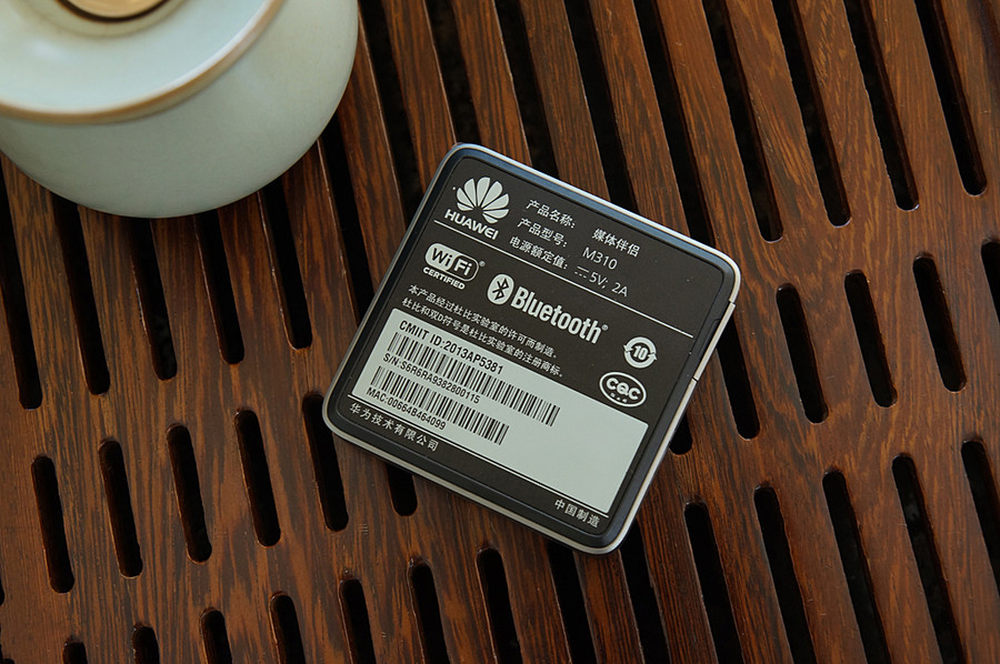 HUAWEI
产品名称: 媒体伴侣
产品型号: M310
电源额定值: ⎓5V; 2A
WiFi®
CERTIFIED
Bluetooth®
本产品经过杜比实验室的许可而制造。
杜比和双D符号是杜比实验室的注册商标。
10
CQC
CMIIT ID:2013AP5381
S/N:S6R6RA9382800115
MAC:00664B464099
华为技术有限公司
中国制造